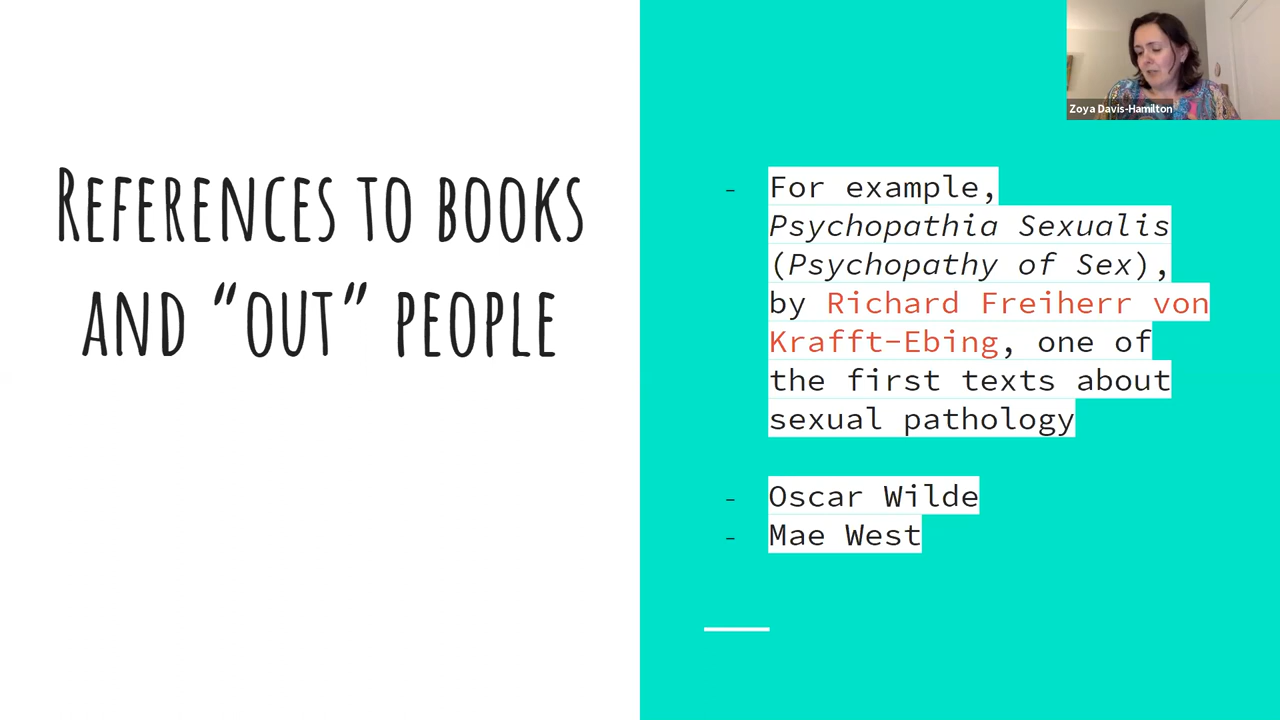 REFERENCES TO BOOKS
AND “OUT” PEOPLE
- For example,
Psychopathia Sexualis
(Psychopathy of Sex),
by Richard Freiherr von
Krafft-Ebing, one of
the first texts about
sexual pathology
- Oscar Wilde
- Mae West
Zoya Davis-Hamilton